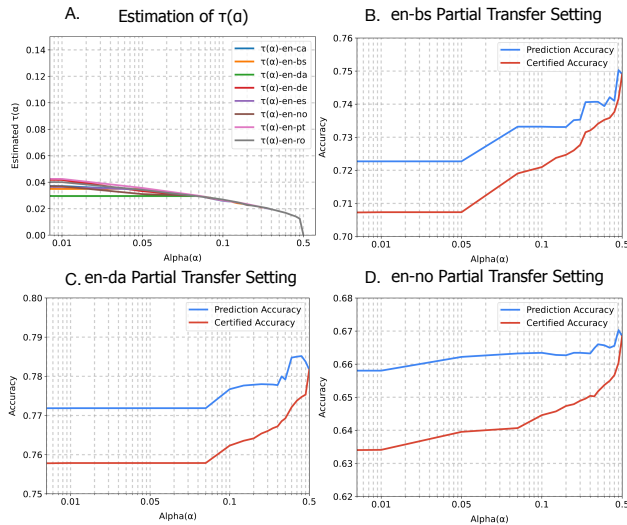 A. Estimation of τ(α)
0.14
0.12
0.10
0.08
0.06
0.04
0.02
0.00
Estimated τ(α)
τ(α)-en-ca
τ(α)-en-bs
τ(α)-en-da
τ(α)-en-de
τ(α)-en-es
τ(α)-en-no
τ(α)-en-pt
τ(α)-en-ro
0.01 0.05 0.1 0.5
Alpha(α)
B. en-bs Partial Transfer Setting
0.76
0.75
0.74
0.73
0.72
0.71
0.70
Accuracy
Prediction Accuracy
Certified Accuracy
0.01 0.05 0.1 0.5
Alpha(α)
C. en-da Partial Transfer Setting
0.80
0.79
0.78
0.77
0.76
0.75
Accuracy
Prediction Accuracy
Certified Accuracy
0.01 0.05 0.1 0.5
Alpha(α)
D. en-no Partial Transfer Setting
0.68
0.67
0.66
0.65
0.64
0.63
0.62
Accuracy
Prediction Accuracy
Certified Accuracy
0.01 0.05 0.1 0.5
Alpha(α)